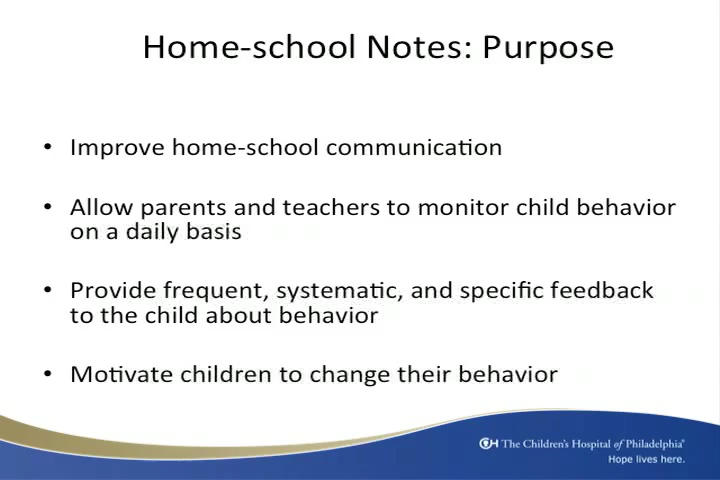 Home-school Notes: Purpose
• Improve home-school communication
• Allow parents and teachers to monitor child behavior
on a daily basis
• Provide frequent, systematic, and specific feedback
to the child about behavior
• Motivate children to change their behavior
The Children's Hospital of Philadelphia®
Hope lives here.